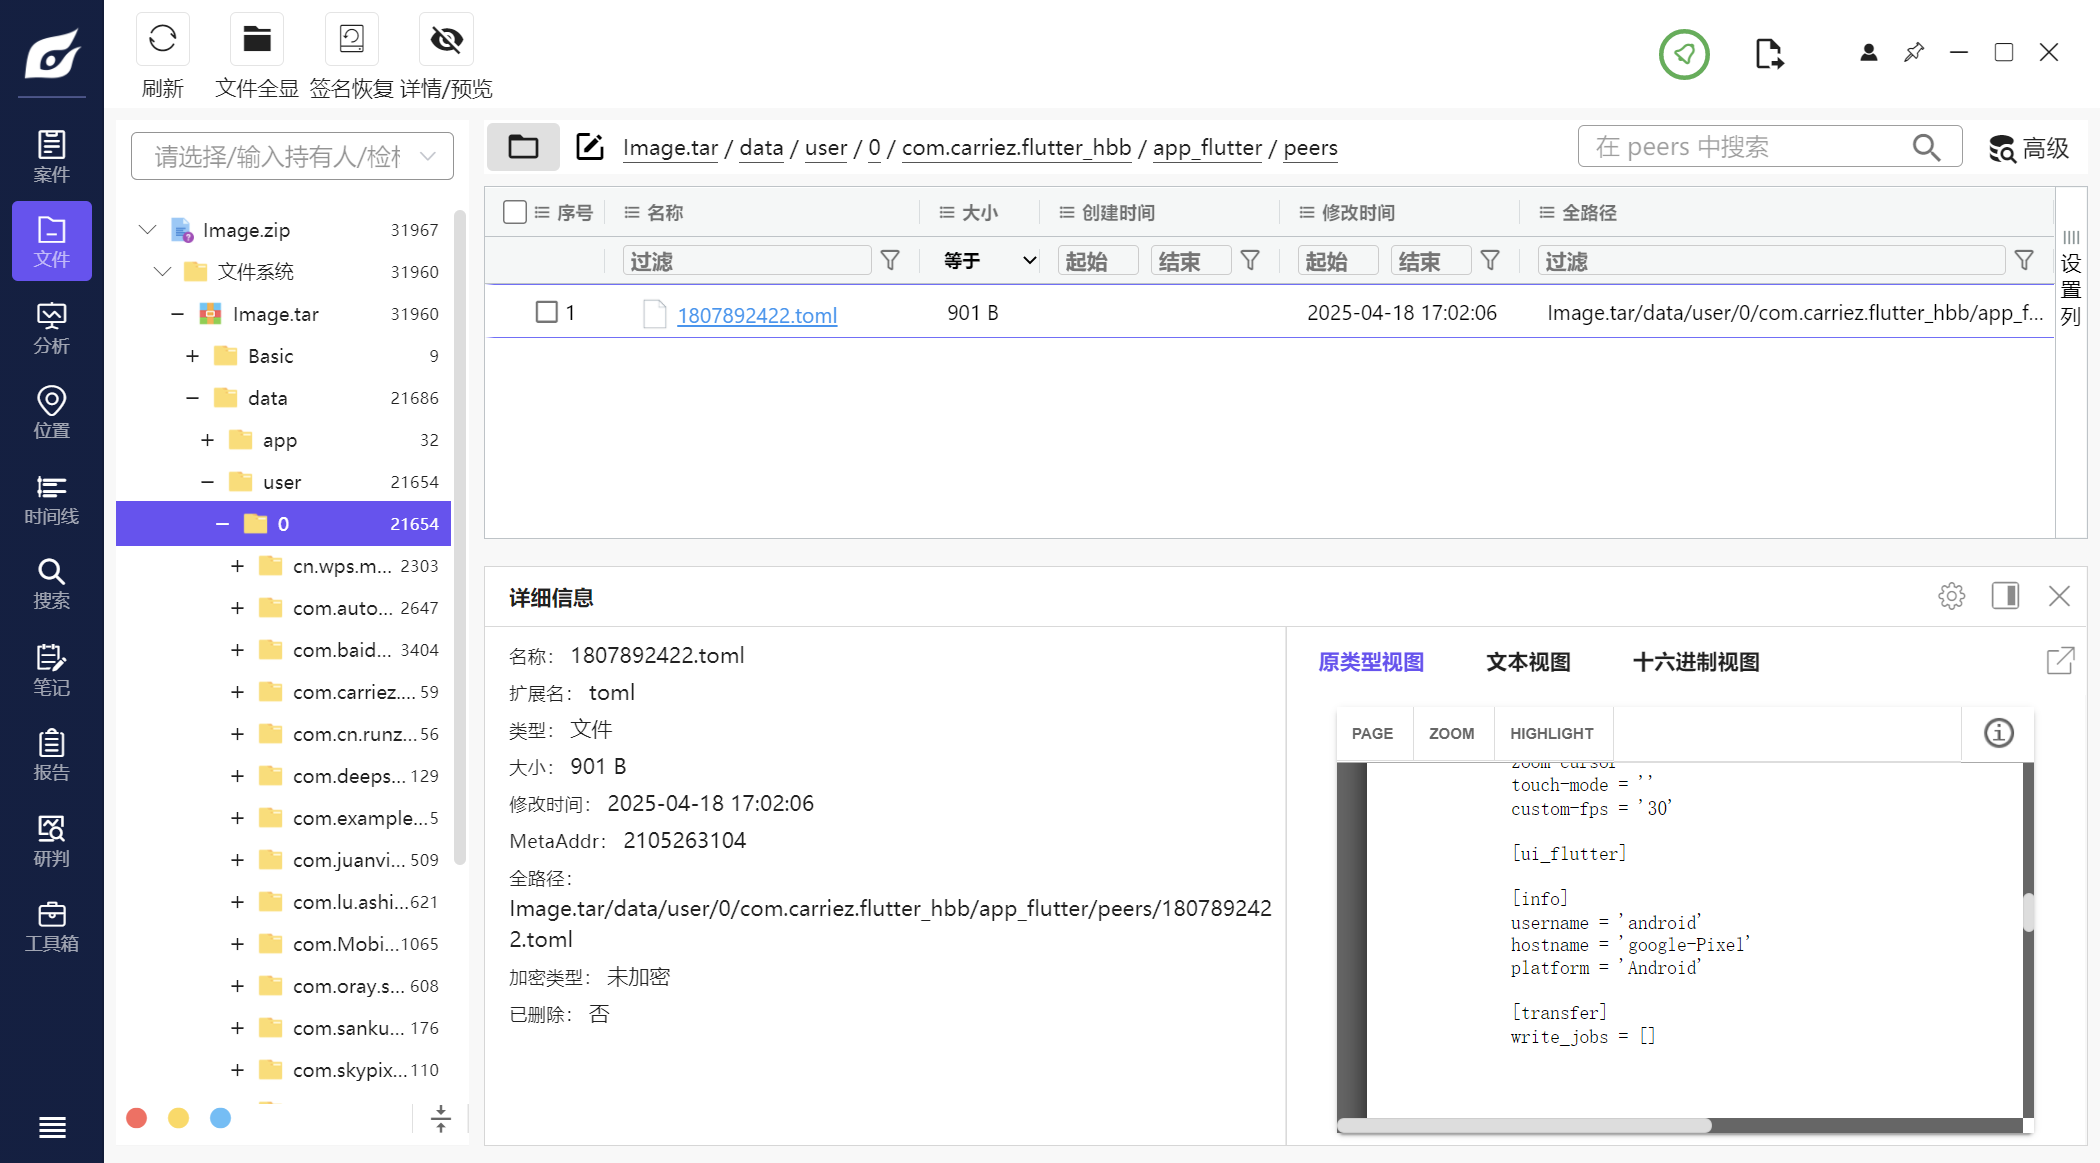 刷新
文件全显
签名恢复
详情/预览
案件
文件
分析
位置
时间线
搜索
笔记
报告
研判
工具箱
Image.zip 31967
文件系统 31960
Image.tar 31960
Basic 9
data 21686
app 32
user 21654
0 21654
cn.wps.m... 2303
com.auto... 2647
com.baid... 3404
com.carriez.... 59
com.cn.runz... 56
com.deeps... 129
com.example... 5
com.juanvi... 509
com.lu.ashi... 621
com.Mobi... 1065
com.oray.s... 608
com.sanku... 176
com.skypix... 110
Image.tar / data / user / 0 / com.carriez.flutter_hbb / app_flutter / peers
在 peers 中搜索
高级
序号 名称 大小 创建时间 修改时间 全路径
过滤 等于 起始 结束 起始 结束 过滤
1 1807892422.toml 901 B 2025-04-18 17:02:06 Image.tar/data/user/0/com.carriez.flutter_hbb/app_f...
设置列
详细信息
名称： 1807892422.toml
扩展名： toml
类型： 文件
大小： 901 B
修改时间： 2025-04-18 17:02:06
MetaAddr： 2105263104
全路径：
Image.tar/data/user/0/com.carriez.flutter_hbb/app_flutter/peers/180789242
2.toml
加密类型： 未加密
已删除： 否
原类型视图 文本视图 十六进制视图
PAGE ZOOM HIGHLIGHT
zoom-cursor
touch-mode = ''
custom-fps = '30'
[ui_flutter]
[info]
username = 'android'
hostname = 'google-Pixel'
platform = 'Android'
[transfer]
write_jobs = []